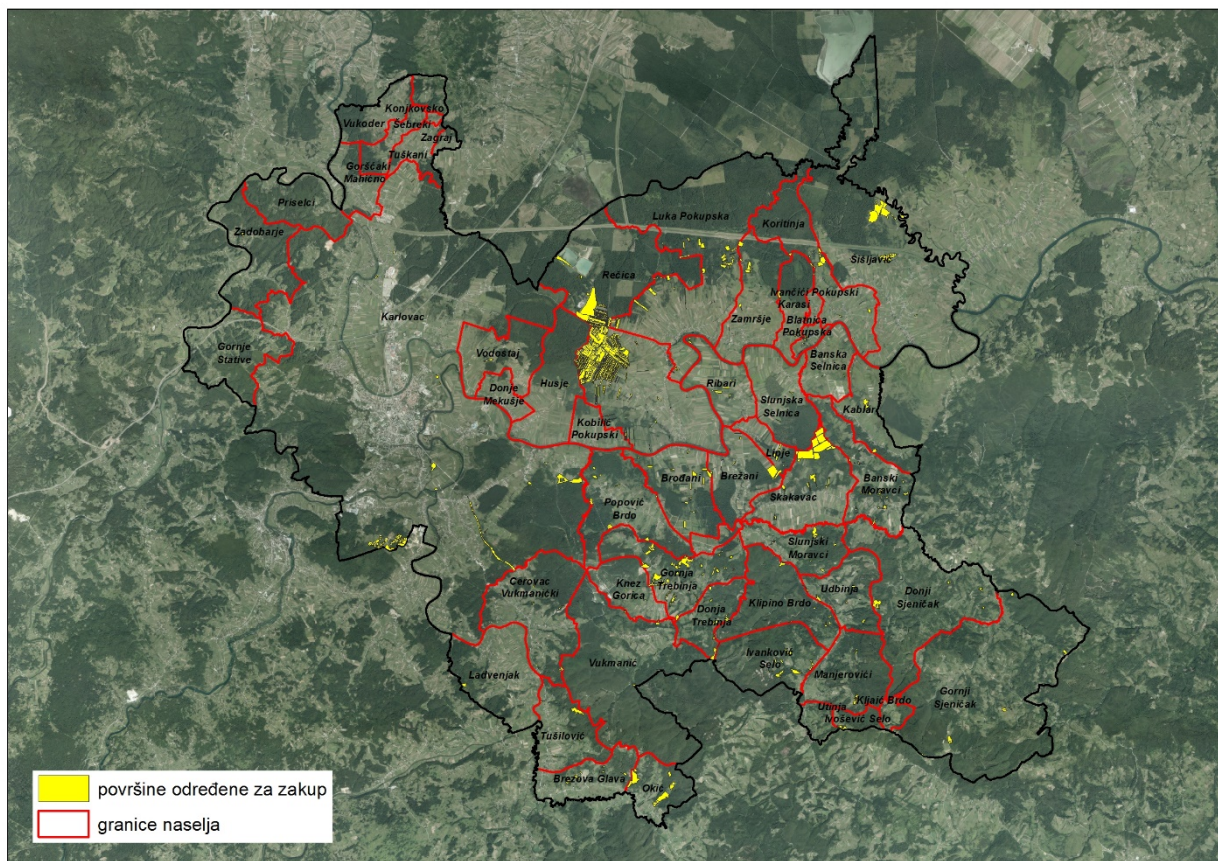 Konjkovsko
Vukoder
Šebreki
Zagraj
Tuškani
Gorščaki
Mahično
Priselci
Zadobarje
Luka Pokupska
Koritinja
Šišljavić
Rečica
Karlovac
Mančići Pokupski
Karasi
Zamršje
Blatnica
Pokupska
Gornje
Stative
Vodostaj
Banska
Selnica
Donje
Mekušje
Husje
Ribari
Slunjska
Selnica
Kablar
Kobilić
Pokupski
Lipje
Brođani
Brežani
Skakavac
Banski
Moravci
Popović
Brdo
Slunjski
Moravci
Cerovac
Vukmanički
Knez
Gorica
Gornja
Trebinja
Udbinja
Donji
Sjeničak
Klipino Brdo
Donja
Trebinja
Ivanković
Selo
Vukmanić
Ladvenjak
Manjerovići
Gornji
Sjeničak
Kljaić Brdo
Utinja
Mošević Selo
Tušilović
Brezova Glava
Okić
površine određene za zakup
granice naselja